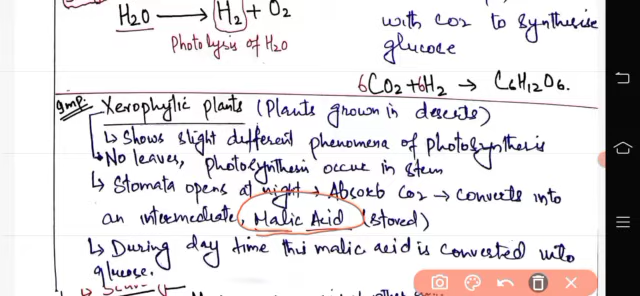 H2O → H2 + O2
Photolysis of H2O
with CO2 to synthesise
glucose
6CO2 + 6H2 → C6H12O6.
Imp. Xerophylic plants (Plants grown in deserts)
↳ Shows slight different phenomena of photosynthesis
↳ No leaves, photosynthesis occur in stem
↳ Stomata opens at night → Absorb CO2 → converts into
an intermediate, Malic Acid (stored)
↳ During day time this malic acid is converted into
glucose.